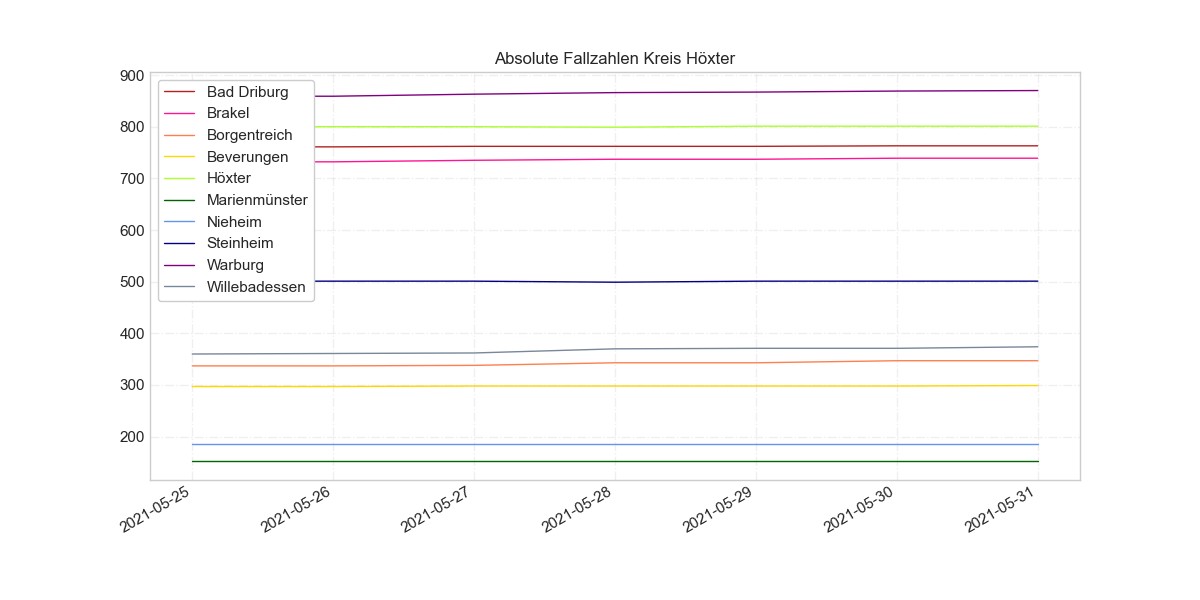 Absolute Fallzahlen Kreis Höxter
900
800
700
600
500
400
300
200
Bad Driburg
Brakel
Borgentreich
Beverungen
Höxter
Marienmünster
Nieheim
Steinheim
Warburg
Willebadessen
2021-05-25
2021-05-26
2021-05-27
2021-05-28
2021-05-29
2021-05-30
2021-05-31